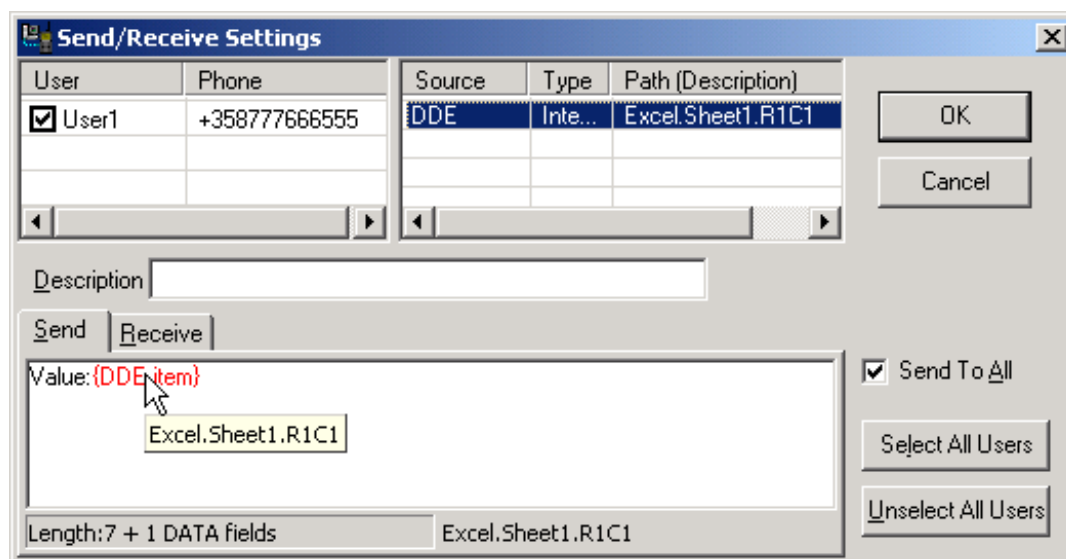 Send/Receive Settings
User Phone Source Type Path (Description)
User1 +358777666555 DDE Inte... Excel.Sheet1.R1C1
OK
Cancel
Description
Send Receive
Value:{DDE item}
Excel.Sheet1.R1C1
Send To All
Select All Users
Unselect All Users
Length:7 + 1 DATA fields Excel.Sheet1.R1C1